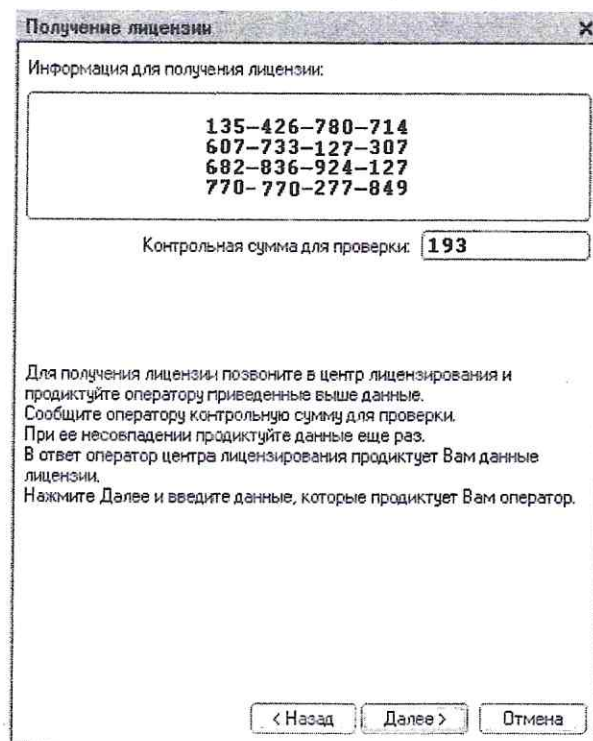 Получение лицензии
Информация для получения лицензии:
135-426-780-714
607-733-127-307
682-836-924-127
770-770-277-849
Контрольная сумма для проверки: 193
Для получения лицензии позвоните в центр лицензирования и
продиктуйте оператору приведенные выше данные.
Сообщите оператору контрольную сумму для проверки.
При ее несовпадении продиктуйте данные еще раз.
В ответ оператор центра лицензирования продиктует Вам данные
лицензии.
Нажмите Далее и введите данные, которые продиктует Вам оператор.
< Назад Далее > Отмена